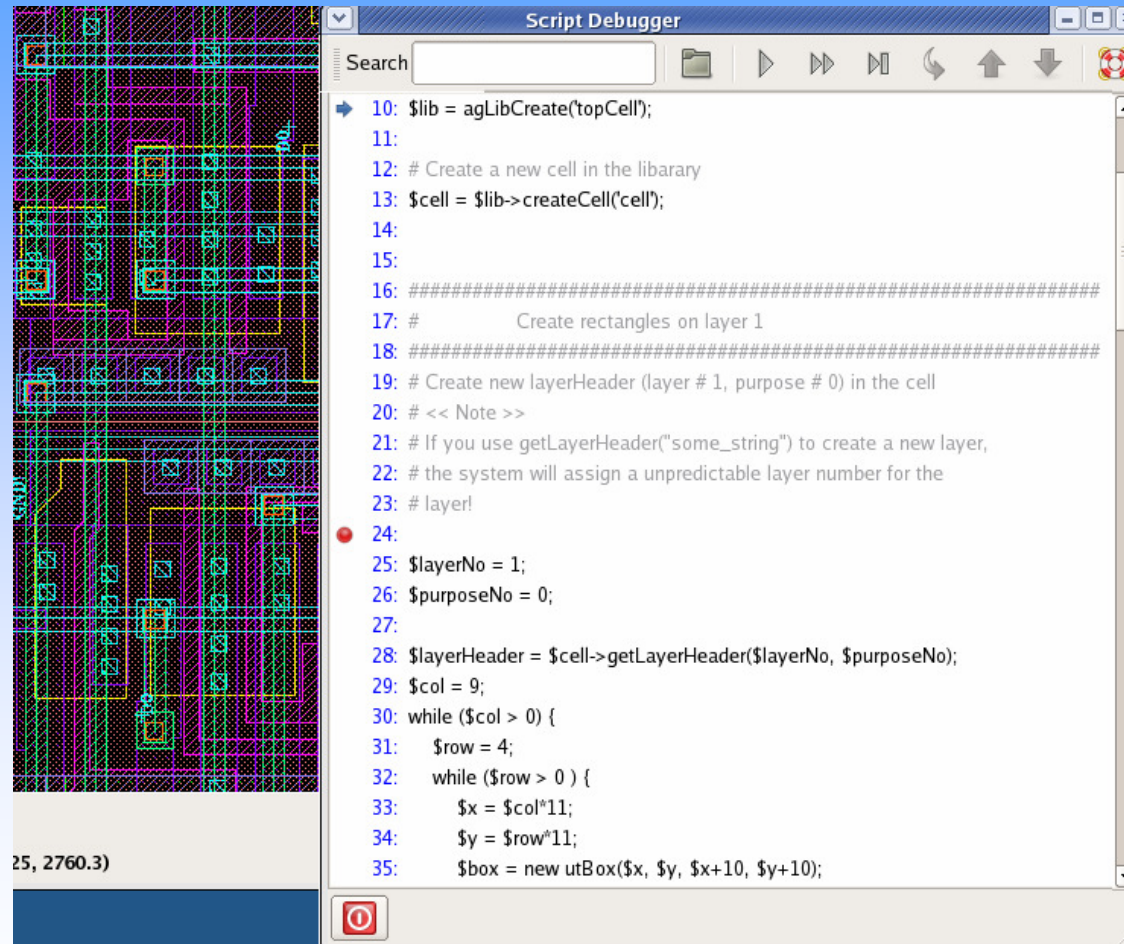 Script Debugger
Search
10: $lib = agLibCreate('topCell');
11:
12: # Create a new cell in the libarary
13: $cell = $lib->createCell('cell');
14:
15:
16: ################################################################
17: # Create rectangles on layer 1
18: ################################################################
19: # Create new layerHeader (layer # 1, purpose # 0) in the cell
20: # << Note >>
21: # If you use getLayerHeader("some_string") to create a new layer,
22: # the system will assign a unpredictable layer number for the
23: # layer!
24:
25: $layerNo = 1;
26: $purposeNo = 0;
27:
28: $layerHeader = $cell->getLayerHeader($layerNo, $purposeNo);
29: $col = 9;
30: while ($col > 0) {
31: $row = 4;
32: while ($row > 0 ) {
33: $x = $col*11;
34: $y = $row*11;
35: $box = new utBox($x, $y, $x+10, $y+10);
GND!
25, 2760.3)